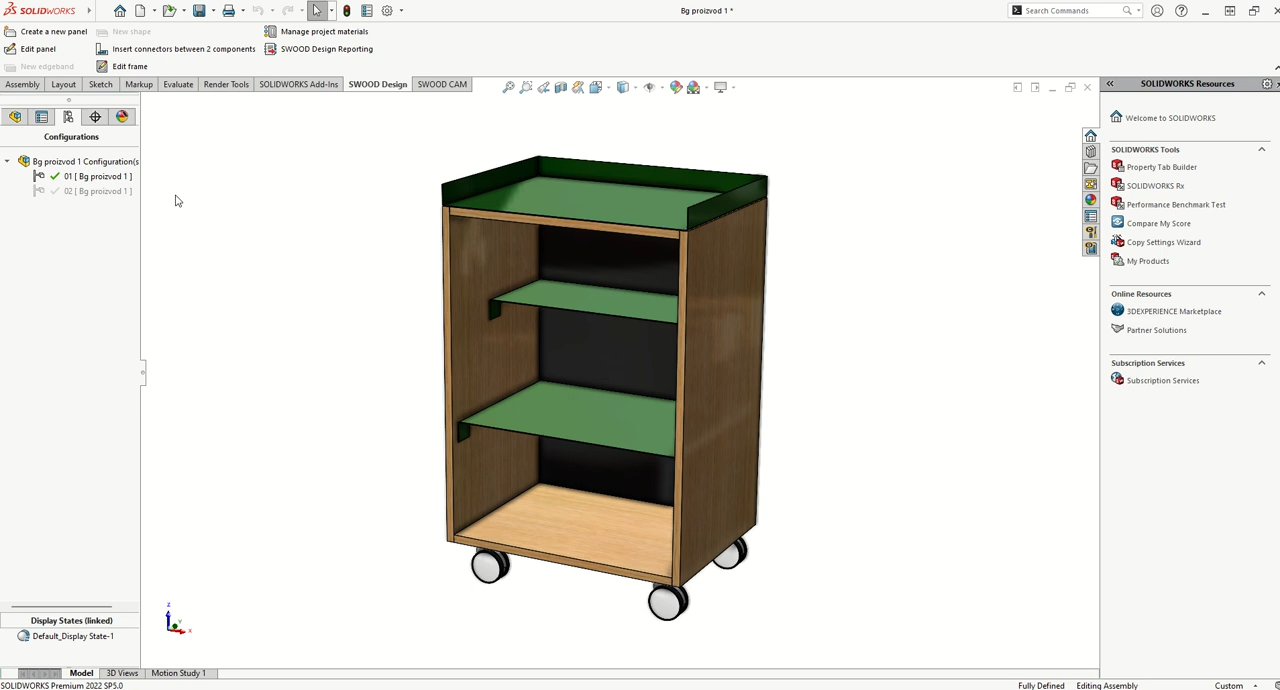 SOLIDWORKS
Bg proizvod 1 *
Search Commands
Create a new panel
New shape
Manage project materials
Edit panel
Insert connectors between 2 components
SWOOD Design Reporting
New edgeband
Edit frame
Assembly
Layout
Sketch
Markup
Evaluate
Render Tools
SOLIDWORKS Add-Ins
SWOOD Design
SWOOD CAM
SOLIDWORKS Resources
Configurations
Bg proizvod 1 Configuration(s
01 [ Bg proizvod 1 ]
02 [ Bg proizvod 1 ]
Welcome to SOLIDWORKS
SOLIDWORKS Tools
Property Tab Builder
SOLIDWORKS Rx
Performance Benchmark Test
Compare My Score
Copy Settings Wizard
My Products
Online Resources
3DEXPERIENCE Marketplace
Partner Solutions
Subscription Services
Subscription Services
Z
Y
X
Display States (linked)
Default_Display State-1
Model
3D Views
Motion Study 1
SOLIDWORKS Premium 2022 SP5.0
Fully Defined
Editing Assembly
Custom